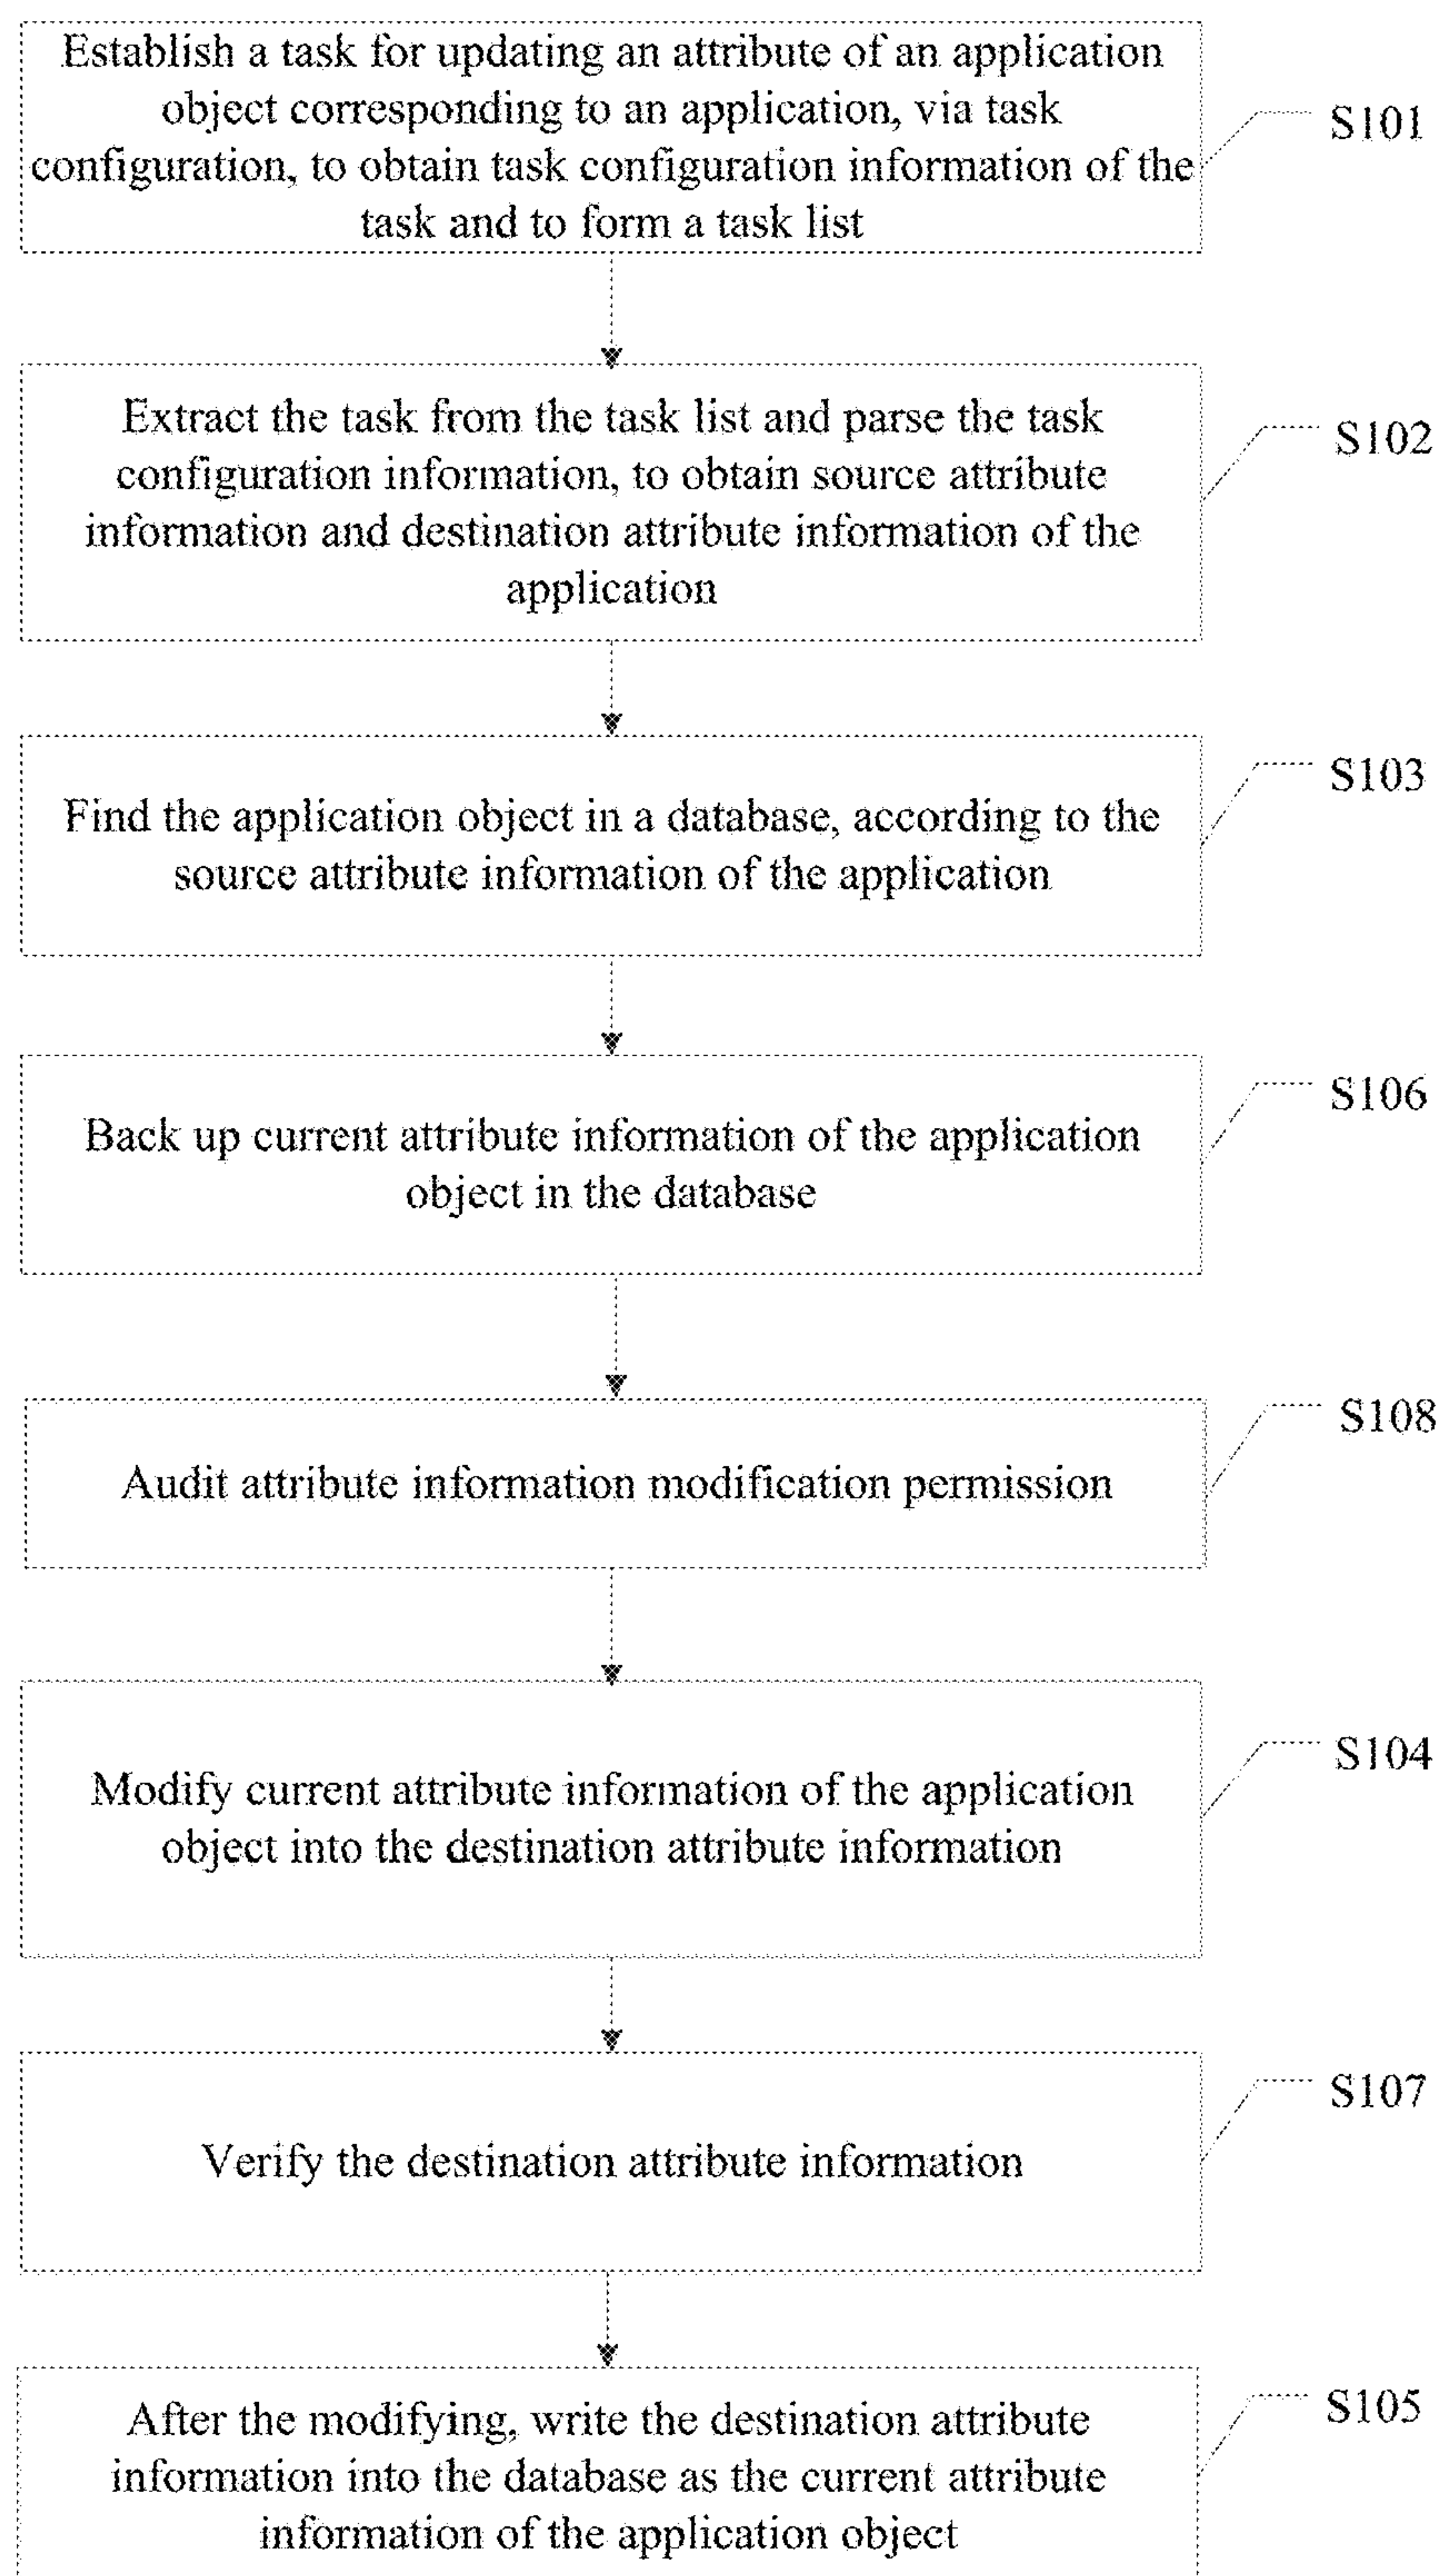 Establish a task for updating an attribute of an application
object corresponding to an application, via task
configuration, to obtain task configuration information of the
task and to form a task list
S101
Extract the task from the task list and parse the task
configuration information, to obtain source attribute
information and destination attribute information of the
application
S102
Find the application object in a database, according to the
source attribute information of the application
S103
Back up current attribute information of the application
object in the database
S106
Audit attribute information modification permission
S108
Modify current attribute information of the application
object into the destination attribute information
S104
Verify the destination attribute information
S107
After the modifying, write the destination attribute
information into the database as the current attribute
information of the application object
S105